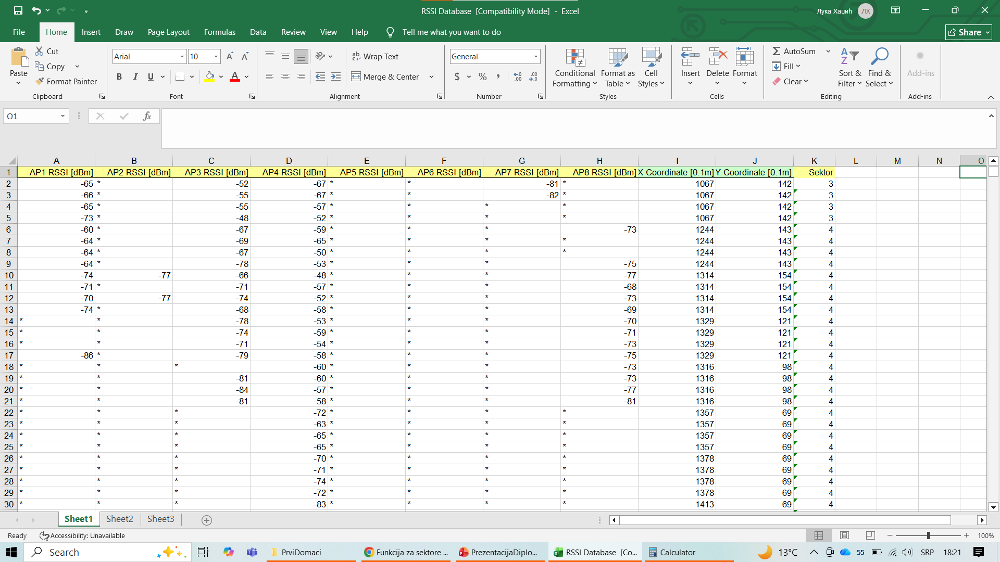 RSSI Database [Compatibility Mode] - Excel
Лука Хаџић ЛХ
File Home Insert Draw Page Layout Formulas Data Review View Help Tell me what you want to do Share
Paste Cut Copy Format Painter Clipboard
Arial 10 B I U A Font
ab Wrap Text Merge & Center Alignment
General $ % , Number
Conditional Formatting Format as Table Cell Styles Styles
Insert Delete Format Cells
AutoSum Fill Clear Sort & Filter Find & Select Editing
Add-ins Add-ins
O1 fx
A B C D E F G H I J K L M N O
1 AP1 RSSI [dBm] AP2 RSSI [dBm] AP3 RSSI [dBm] AP4 RSSI [dBm] AP5 RSSI [dBm] AP6 RSSI [dBm] AP7 RSSI [dBm] AP8 RSSI [dBm] X Coordinate [0.1m] Y Coordinate [0.1m] Sektor
2 -65 * -52 -67 * * -81 * 1067 142 3
3 -66 * -55 -67 * * -82 * 1067 142 3
4 -65 * -55 -57 * * * * 1067 142 3
5 -73 * -48 -52 * * * * 1067 142 3
6 -60 * -67 -59 * * * -73 1244 143 4
7 -64 * -69 -65 * * * * 1244 143 4
8 -64 * -67 -50 * * * * 1244 143 4
9 -64 * -78 -53 * * * -75 1244 143 4
10 -74 -77 -66 -48 * * * -77 1314 154 4
11 -71 * -71 -57 * * * -68 1314 154 4
12 -70 -77 -74 -52 * * * -73 1314 154 4
13 -74 * -68 -58 * * * -69 1314 154 4
14 * * -78 -53 * * * -70 1329 121 4
15 * * -74 -59 * * * -71 1329 121 4
16 * * -71 -54 * * * -73 1329 121 4
17 -86 * -79 -58 * * * -75 1329 121 4
18 * * * -60 * * * -73 1316 98 4
19 * * -81 -60 * * * -73 1316 98 4
20 * * -84 -57 * * * -77 1316 98 4
21 * * -81 -58 * * * -81 1316 98 4
22 * * * -72 * * * * 1357 69 4
23 * * * -63 * * * * 1357 69 4
24 * * * -65 * * * * 1357 69 4
25 * * * -65 * * * * 1357 69 4
26 * * * -70 * * * * 1378 69 4
27 * * * -71 * * * * 1378 69 4
28 * * * -74 * * * * 1378 69 4
29 * * * -72 * * * * 1378 69 4
30 * * * -83 * * * * 1413 69 4
Sheet1 Sheet2 Sheet3
Ready Accessibility: Unavailable 100%
Search PrviDomaci Funkcija za sektore ... PrezentacijaDiplo... RSSI Database [Co... Calculator 13°C 55 SRP 18:21